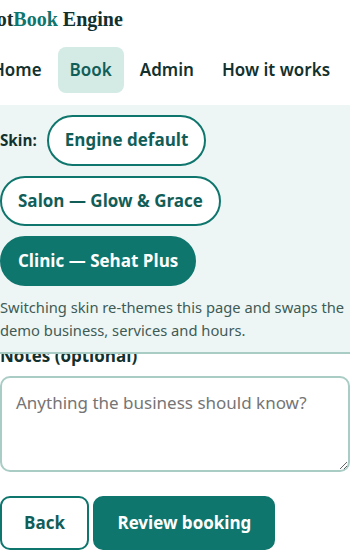 otBook Engine
Home Book Admin How it works
Skin: Engine default
Salon — Glow & Grace
Clinic — Sehat Plus
Switching skin re-themes this page and swaps the
demo business, services and hours.
Notes (optional)
Anything the business should know?
Back Review booking